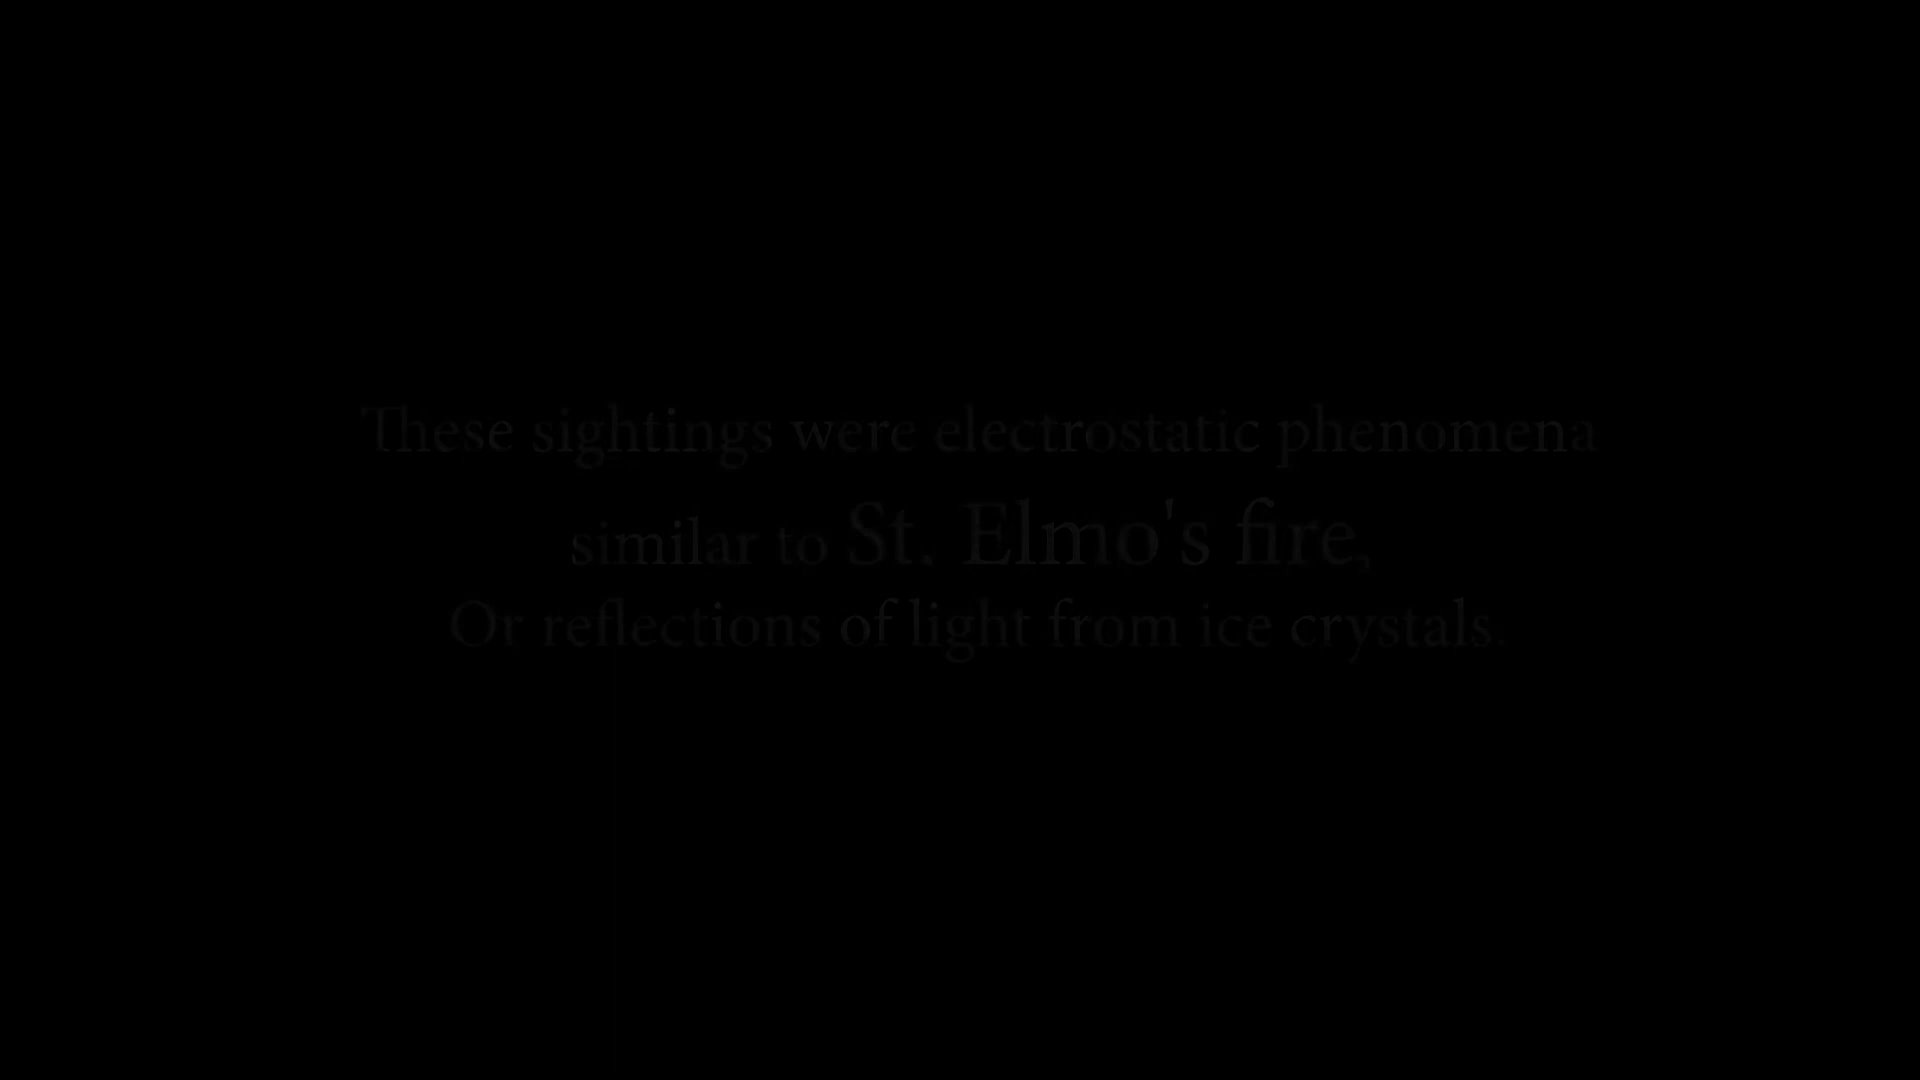 These sightings were electrostatic phenomena
similar to St. Elmo's fire,
Or reflections of light from ice crystals.